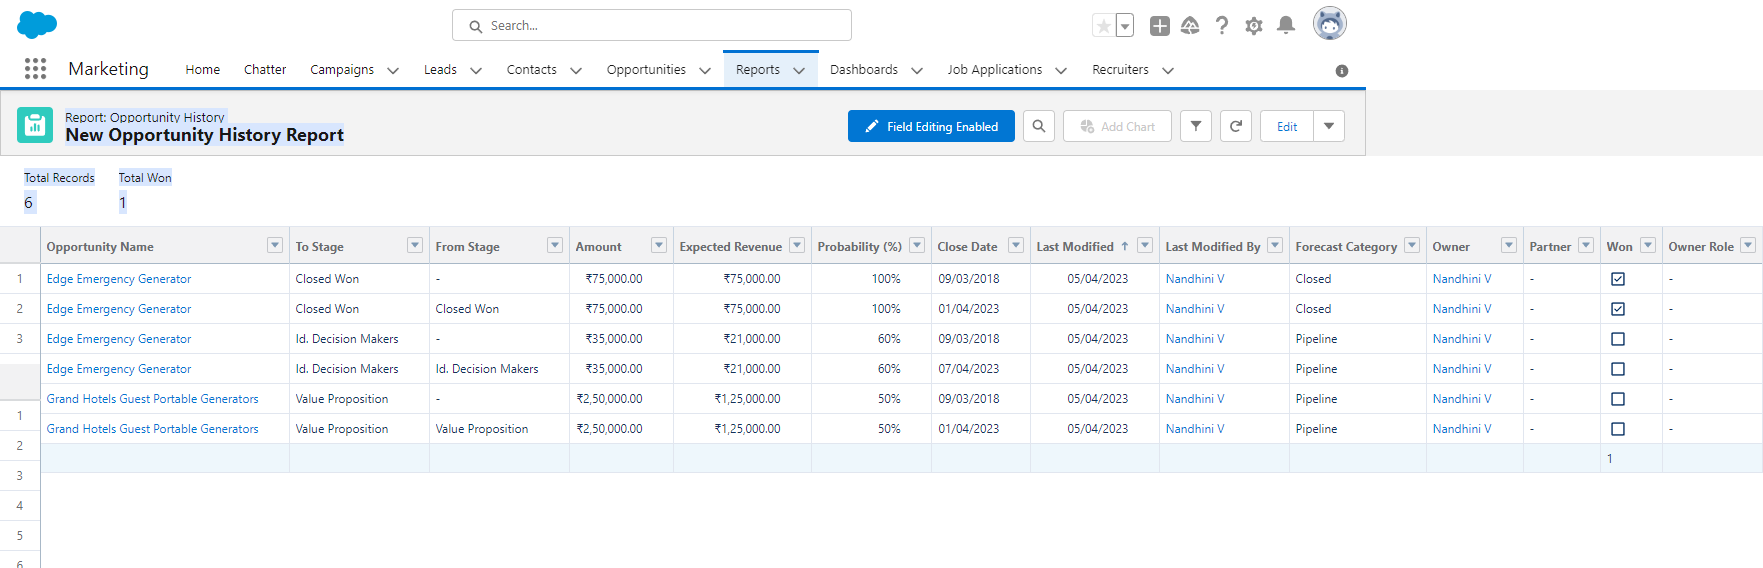 Search...
Marketing Home Chatter Campaigns Leads Contacts Opportunities Reports Dashboards Job Applications Recruiters
Report: Opportunity History
New Opportunity History Report
Field Editing Enabled Add Chart Edit
Total Records Total Won
6 1
Opportunity Name To Stage From Stage Amount Expected Revenue Probability (%) Close Date Last Modified ↑ Last Modified By Forecast Category Owner Partner Won Owner Role
1 Edge Emergency Generator Closed Won - ₹75,000.00 ₹75,000.00 100% 09/03/2018 05/04/2023 Nandhini V Closed Nandhini V - -
2 Edge Emergency Generator Closed Won Closed Won ₹75,000.00 ₹75,000.00 100% 01/04/2023 05/04/2023 Nandhini V Closed Nandhini V - -
3 Edge Emergency Generator Id. Decision Makers - ₹35,000.00 ₹21,000.00 60% 09/03/2018 05/04/2023 Nandhini V Pipeline Nandhini V - -
Edge Emergency Generator Id. Decision Makers Id. Decision Makers ₹35,000.00 ₹21,000.00 60% 07/04/2023 05/04/2023 Nandhini V Pipeline Nandhini V - -
Grand Hotels Guest Portable Generators Value Proposition - ₹2,50,000.00 ₹1,25,000.00 50% 09/03/2018 05/04/2023 Nandhini V Pipeline Nandhini V - -
1
Grand Hotels Guest Portable Generators Value Proposition Value Proposition ₹2,50,000.00 ₹1,25,000.00 50% 01/04/2023 05/04/2023 Nandhini V Pipeline Nandhini V - -
2
1
3
4
5
6